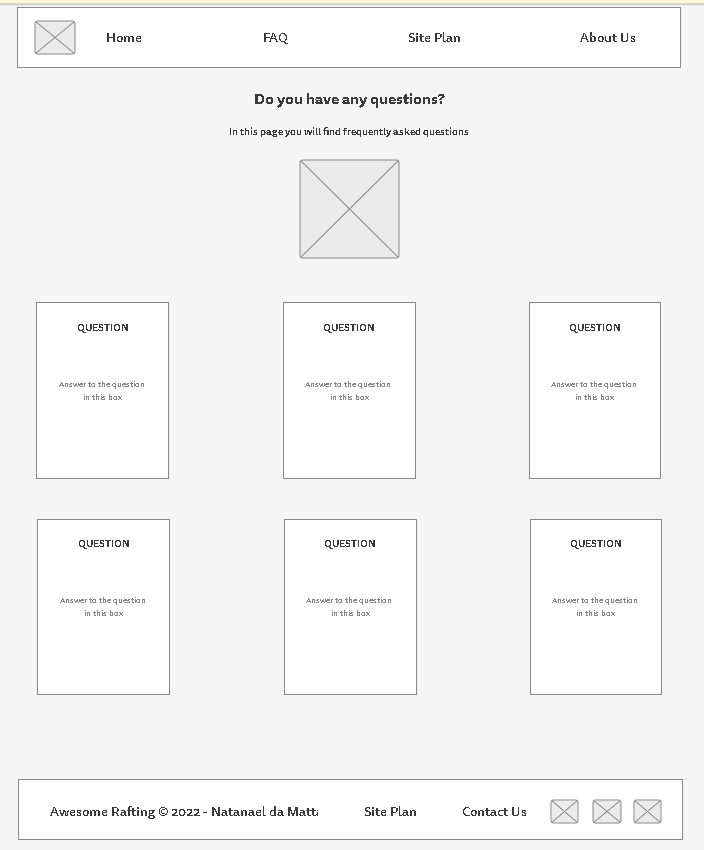 Home FAQ Site Plan About Us
Do you have any questions?
In this page you will find frequently asked questions
QUESTION QUESTION QUESTION
Answer to the question Answer to the question Answer to the question
in this box in this box in this box
QUESTION QUESTION QUESTION
Answer to the question Answer to the question Answer to the question
in this box in this box in this box
Awesome Rafting © 2022 - Natanael da Site Plan Contact Us